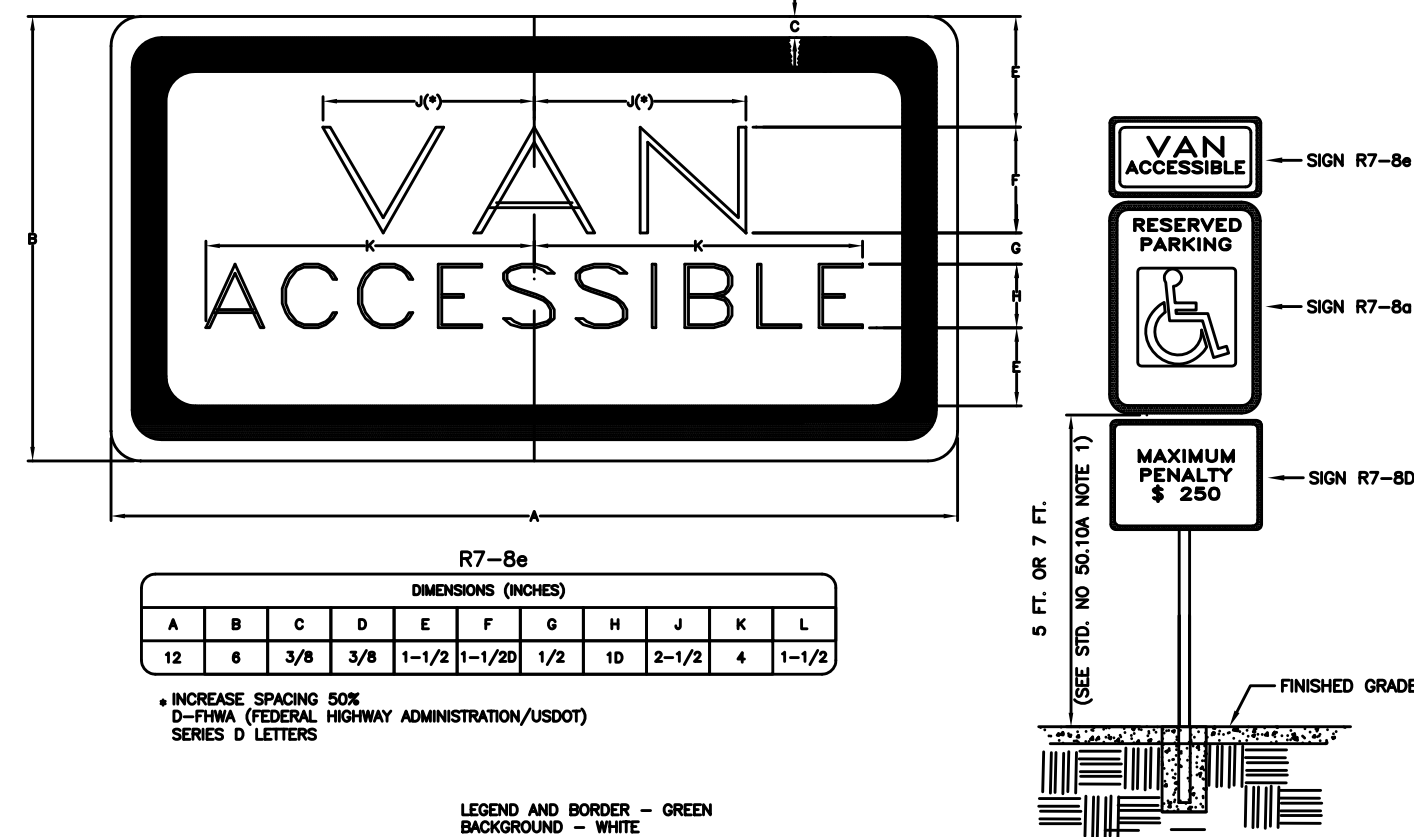 C
E
J(*) J(*)
VAN
F
B
K K
G
ACCESSIBLE
H
E
A
R7-8e
DIMENSIONS (INCHES)
A B C D E F G H J K L
12 6 3/8 3/8 1-1/2 1-1/2D 1/2 1D 2-1/2 4 1-1/2
* INCREASE SPACING 50%
D-FHWA (FEDERAL HIGHWAY ADMINISTRATION/USDOT)
SERIES D LETTERS
LEGEND AND BORDER - GREEN
BACKGROUND - WHITE
VAN
ACCESSIBLE
SIGN R7-8e
RESERVED
PARKING
SIGN R7-8a
MAXIMUM
PENALTY
$ 250
SIGN R7-8D
5 FT. OR 7 FT.
(SEE STD. NO 50.10A NOTE 1)
FINISHED GRADE